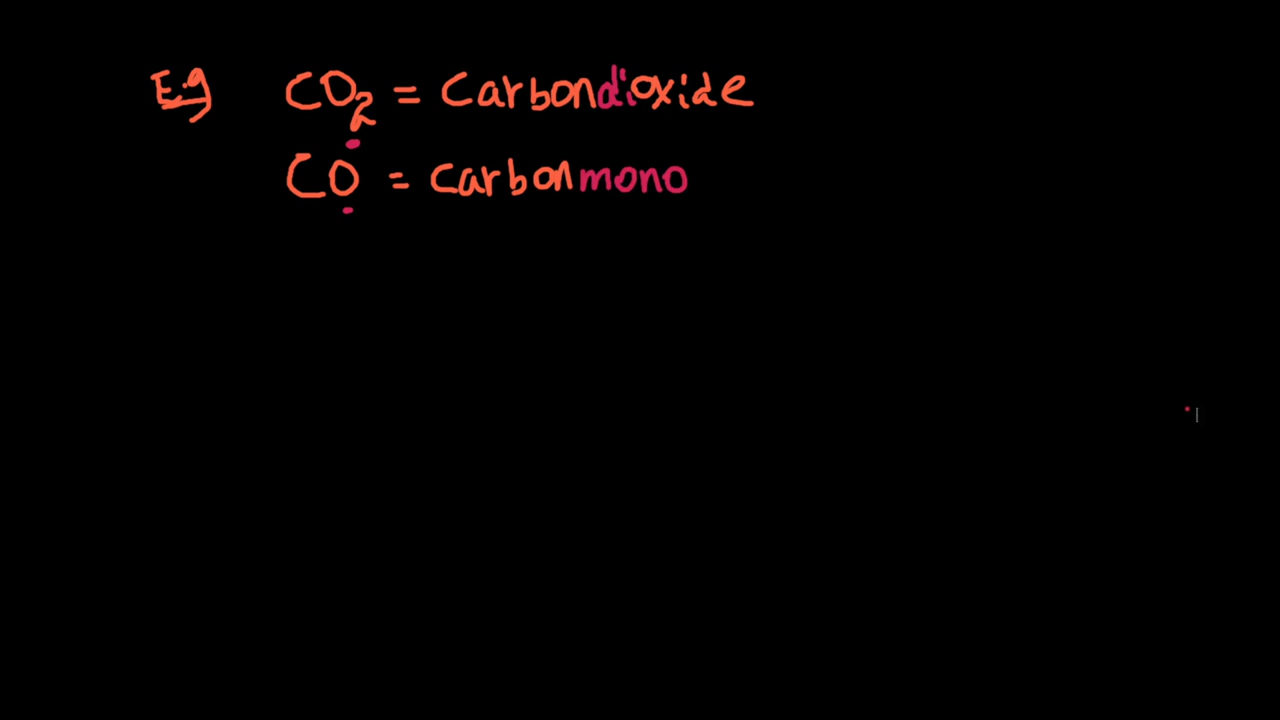 E.g CO₂ = Carbondioxide
CO = carbonmono